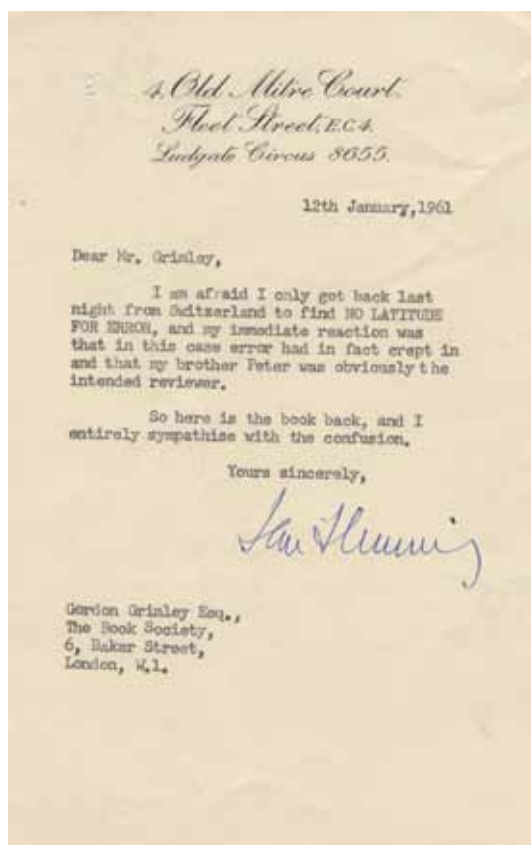 4, Old Mitre Court,
Fleet Street, E.C.4.
Ludgate Circus 8655.
12th January,1961
Dear Mr. Grimley,
I am afraid I only got back last
night from Switzerland to find NO LATITUDE
FOR ERROR, and my immediate reaction was
that in this case error had in fact crept in
and that my brother Peter was obviously the
intended reviewer.
So here is the book back, and I
entirely sympathise with the confusion.
Yours sincerely,
Ian Fleming
Gordon Grimley Esq.,
The Book Society,
6, Baker Street,
London, W.1.